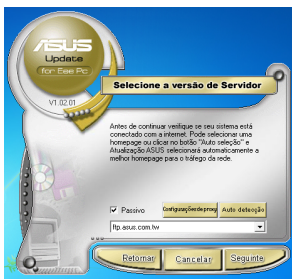 ASUS
Update
for Eee Pc
V1.02.01
Selecione a versão de Servidor
Antes de continuar verifique se seu sistema está
conectado com a internet. Pode selecionar uma
homepage ou clicar no botão "Auto seleção" e
Atualização ASUS selecionará automaticamente a
melhor homepage para o tráfego da rede.
Passivo
Configurações de proxy
Auto detecção
ftp.asus.com.tw
Retornar
Cancelar
Seguinte